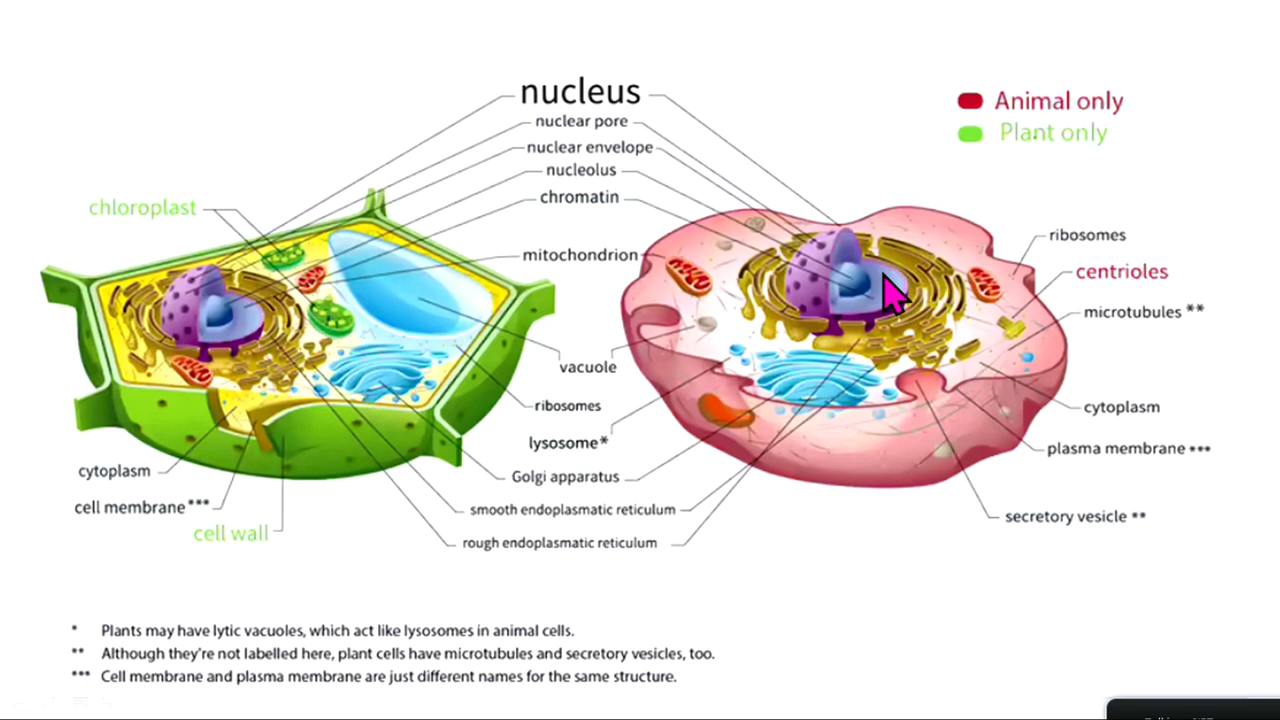 nucleus
nuclear pore
nuclear envelope
nucleolus
chromatin
mitochondrion
vacuole
ribosomes
lysosome*
Golgi apparatus
smooth endoplasmatic reticulum
rough endoplasmatic reticulum
chloroplast
cytoplasm
cell membrane ***
cell wall
Animal only
Plant only
ribosomes
centrioles
microtubules **
cytoplasm
plasma membrane ***
secretory vesicle **
* Plants may have lytic vacuoles, which act like lysosomes in animal cells.
** Although they're not labelled here, plant cells have microtubules and secretory vesicles, too.
*** Cell membrane and plasma membrane are just different names for the same structure.